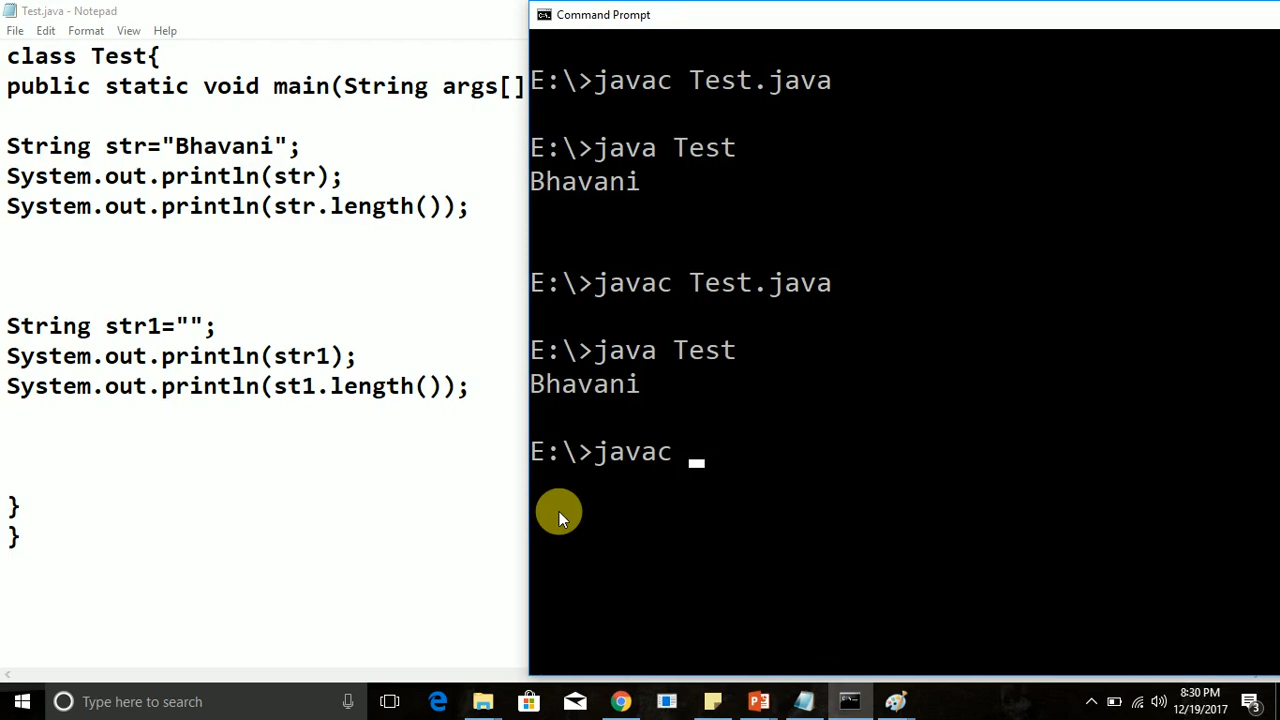 Test.java - Notepad
File Edit Format View Help
class Test{
public static void main(String args[]
String str="Bhavani";
System.out.println(str);
System.out.println(str.length());
String str1="";
System.out.println(str1);
System.out.println(st1.length());
}
}
Command Prompt
E:\>javac Test.java
E:\>java Test
Bhavani
E:\>javac Test.java
E:\>java Test
Bhavani
E:\>javac
Type here to search
8:30 PM
12/19/2017
3